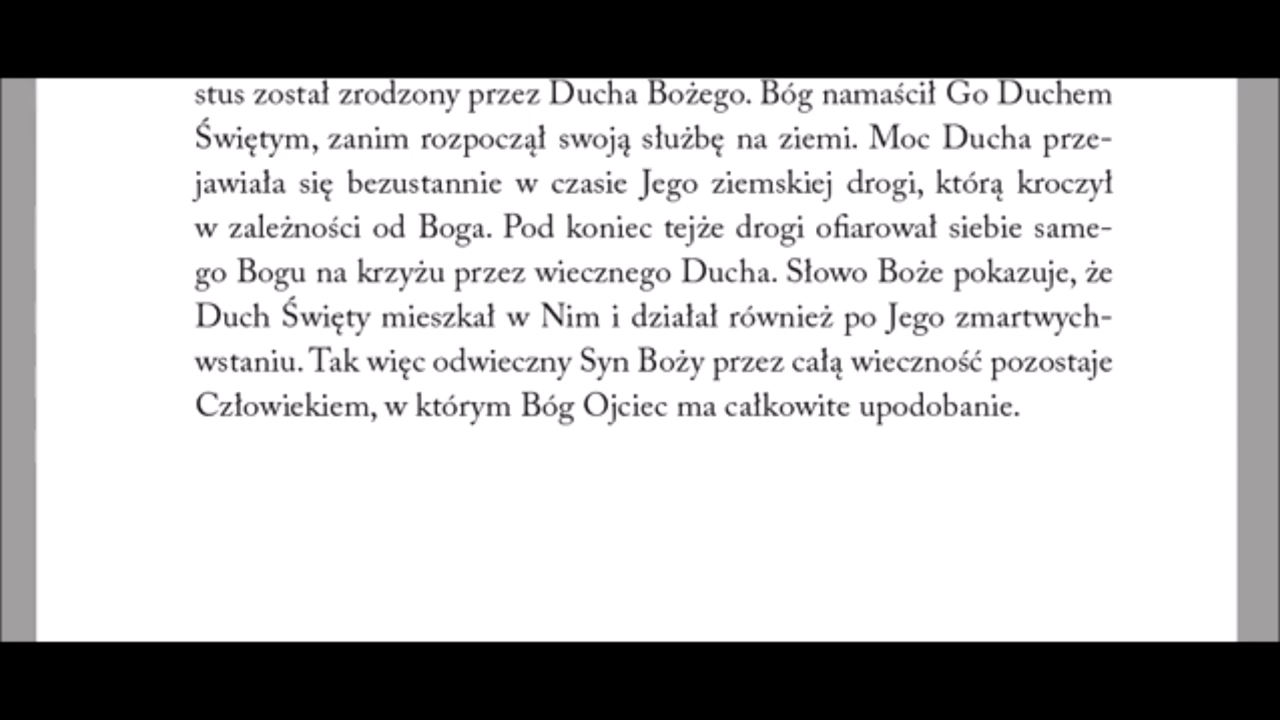 stus został zrodzony przez Ducha Bożego. Bóg namaścił Go Duchem
Świętym, zanim rozpoczął swoją służbę na ziemi. Moc Ducha prze-
jawiała się bezustannie w czasie Jego ziemskiej drogi, którą kroczył
w zależności od Boga. Pod koniec tejże drogi ofiarował siebie same-
go Bogu na krzyżu przez wiecznego Ducha. Słowo Boże pokazuje, że
Duch Święty mieszkał w Nim i działał również po Jego zmartwych-
wstaniu. Tak więc odwieczny Syn Boży przez całą wieczność pozostaje
Człowiekiem, w którym Bóg Ojciec ma całkowite upodobanie.